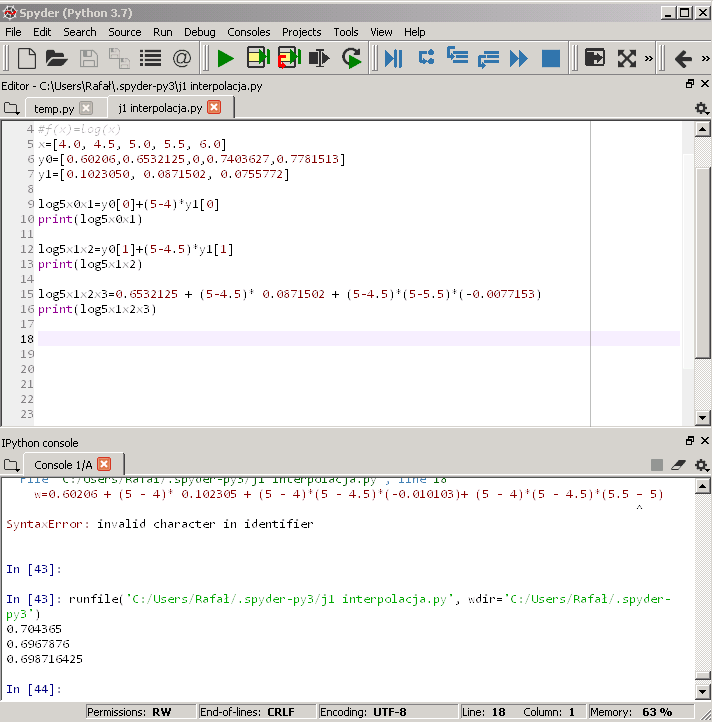 Spyder (Python 3.7)
File Edit Search Source Run Debug Consoles Projects Tools View Help
Editor - C:\Users\Rafał\.spyder-py3\j1 interpolacja.py
temp.py j1 interpolacja.py
4 #f(x)=log(x)
5 x=[4.0, 4.5, 5.0, 5.5, 6.0]
6 y0=[0.60206,0.6532125,0,0.7403627,0.7781513]
7 y1=[0.1023050, 0.0871502, 0.0755772]
8
9 log5x0x1=y0[0]+(5-4)*y1[0]
10 print(log5x0x1)
11
12 log5x1x2=y0[1]+(5-4.5)*y1[1]
13 print(log5x1x2)
14
15 log5x1x2x3=0.6532125 + (5-4.5)* 0.0871502 + (5-4.5)*(5-5.5)*(-0.0077153)
16 print(log5x1x2x3)
17
18
19
20
21
22
23
IPython console
Console 1/A
File "C:/Users/Rafał/.spyder-py3/j1 interpolacja.py", line 18
w=0.60206 + (5 - 4)* 0.102305 + (5 - 4)*(5 - 4.5)*(-0.010103)+ (5 - 4)*(5 - 4.5)*(5.5 – 5)
^
SyntaxError: invalid character in identifier
In [43]:
In [43]: runfile('C:/Users/Rafał/.spyder-py3/j1 interpolacja.py', wdir='C:/Users/Rafał/.spyder-
py3')
0.704365
0.6967876
0.698716425
In [44]:
Permissions: RW End-of-lines: CRLF Encoding: UTF-8 Line: 18 Column: 1 Memory: 63 %